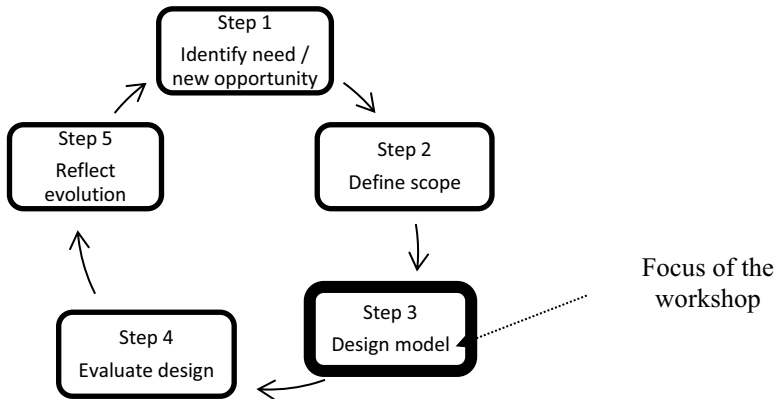 Step 1
Identify need /
new opportunity
Step 2
Define scope
Step 3
Design model
Focus of the
workshop
Step 4
Evaluate design
Step 5
Reflect
evolution